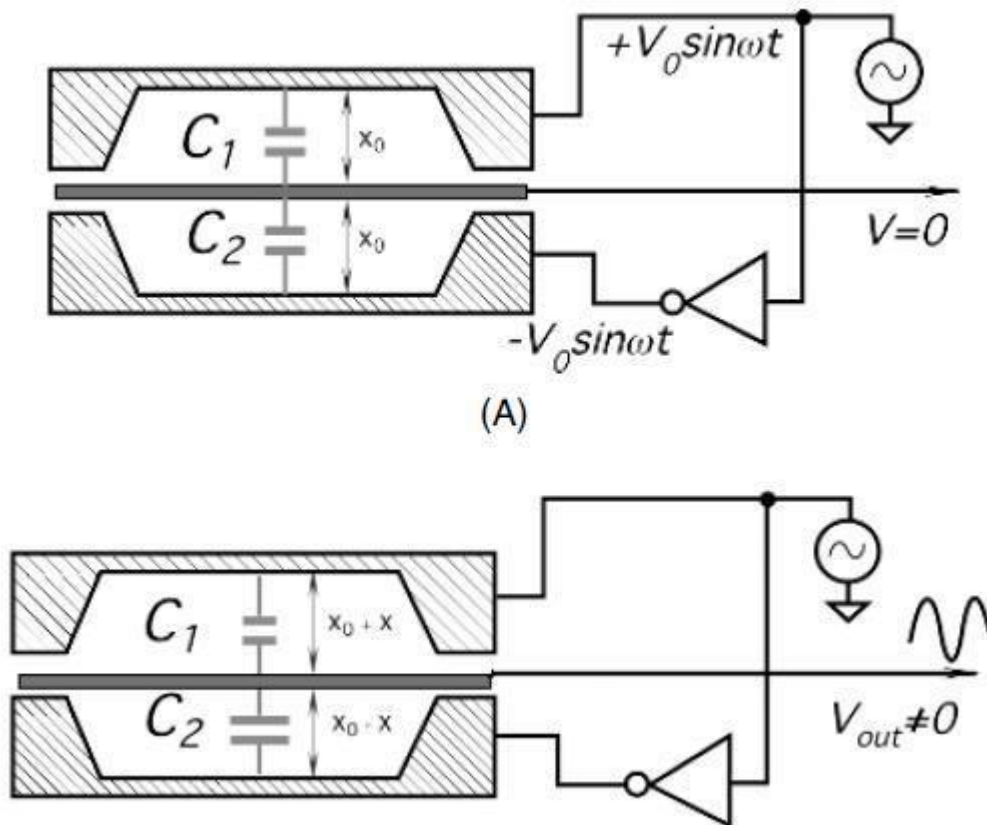 +V₀sinωt
C₁
x₀
C₂
x₀
V=0
-V₀sinωt
(A)
C₁
x₀ + x
C₂
x₀ - x
Vout≠0